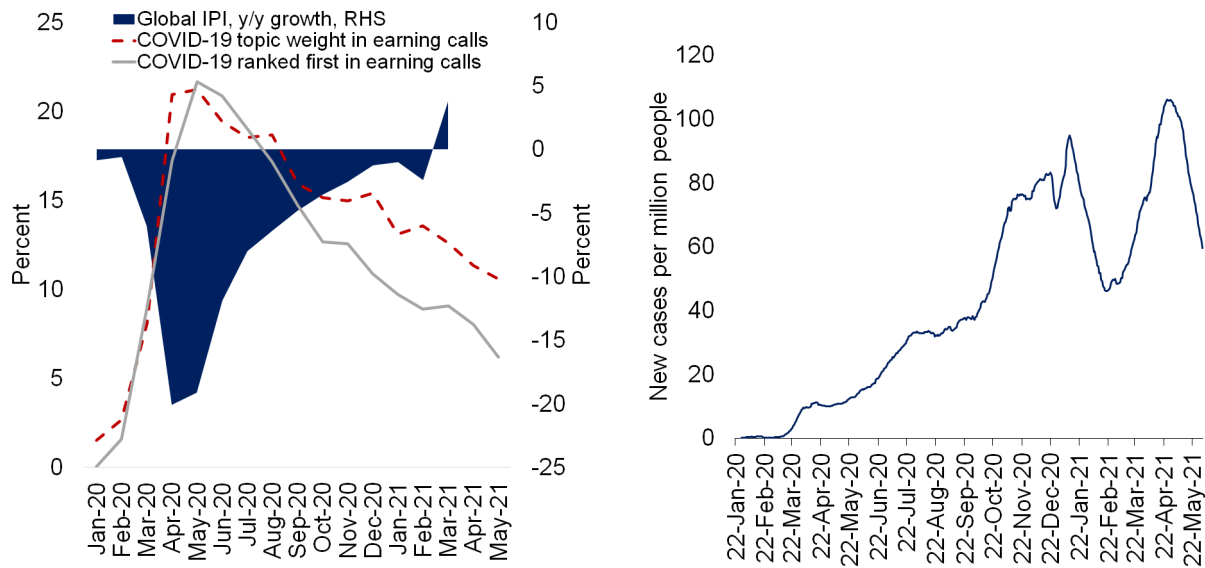 Global IPI, y/y growth, RHS
COVID-19 topic weight in earning calls
COVID-19 ranked first in earning calls
25
20
15
10
5
0
Percent
10
5
0
-5
-10
-15
-20
-25
Percent
Jan-20
Feb-20
Mar-20
Apr-20
May-20
Jun-20
Jul-20
Aug-20
Sep-20
Oct-20
Nov-20
Dec-20
Jan-21
Feb-21
Mar-21
Apr-21
May-21
New cases per million people
120
100
80
60
40
20
0
22-Jan-20
22-Feb-20
22-Mar-20
22-Apr-20
22-May-20
22-Jun-20
22-Jul-20
22-Aug-20
22-Sep-20
22-Oct-20
22-Nov-20
22-Dec-20
22-Jan-21
22-Feb-21
22-Mar-21
22-Apr-21
22-May-21